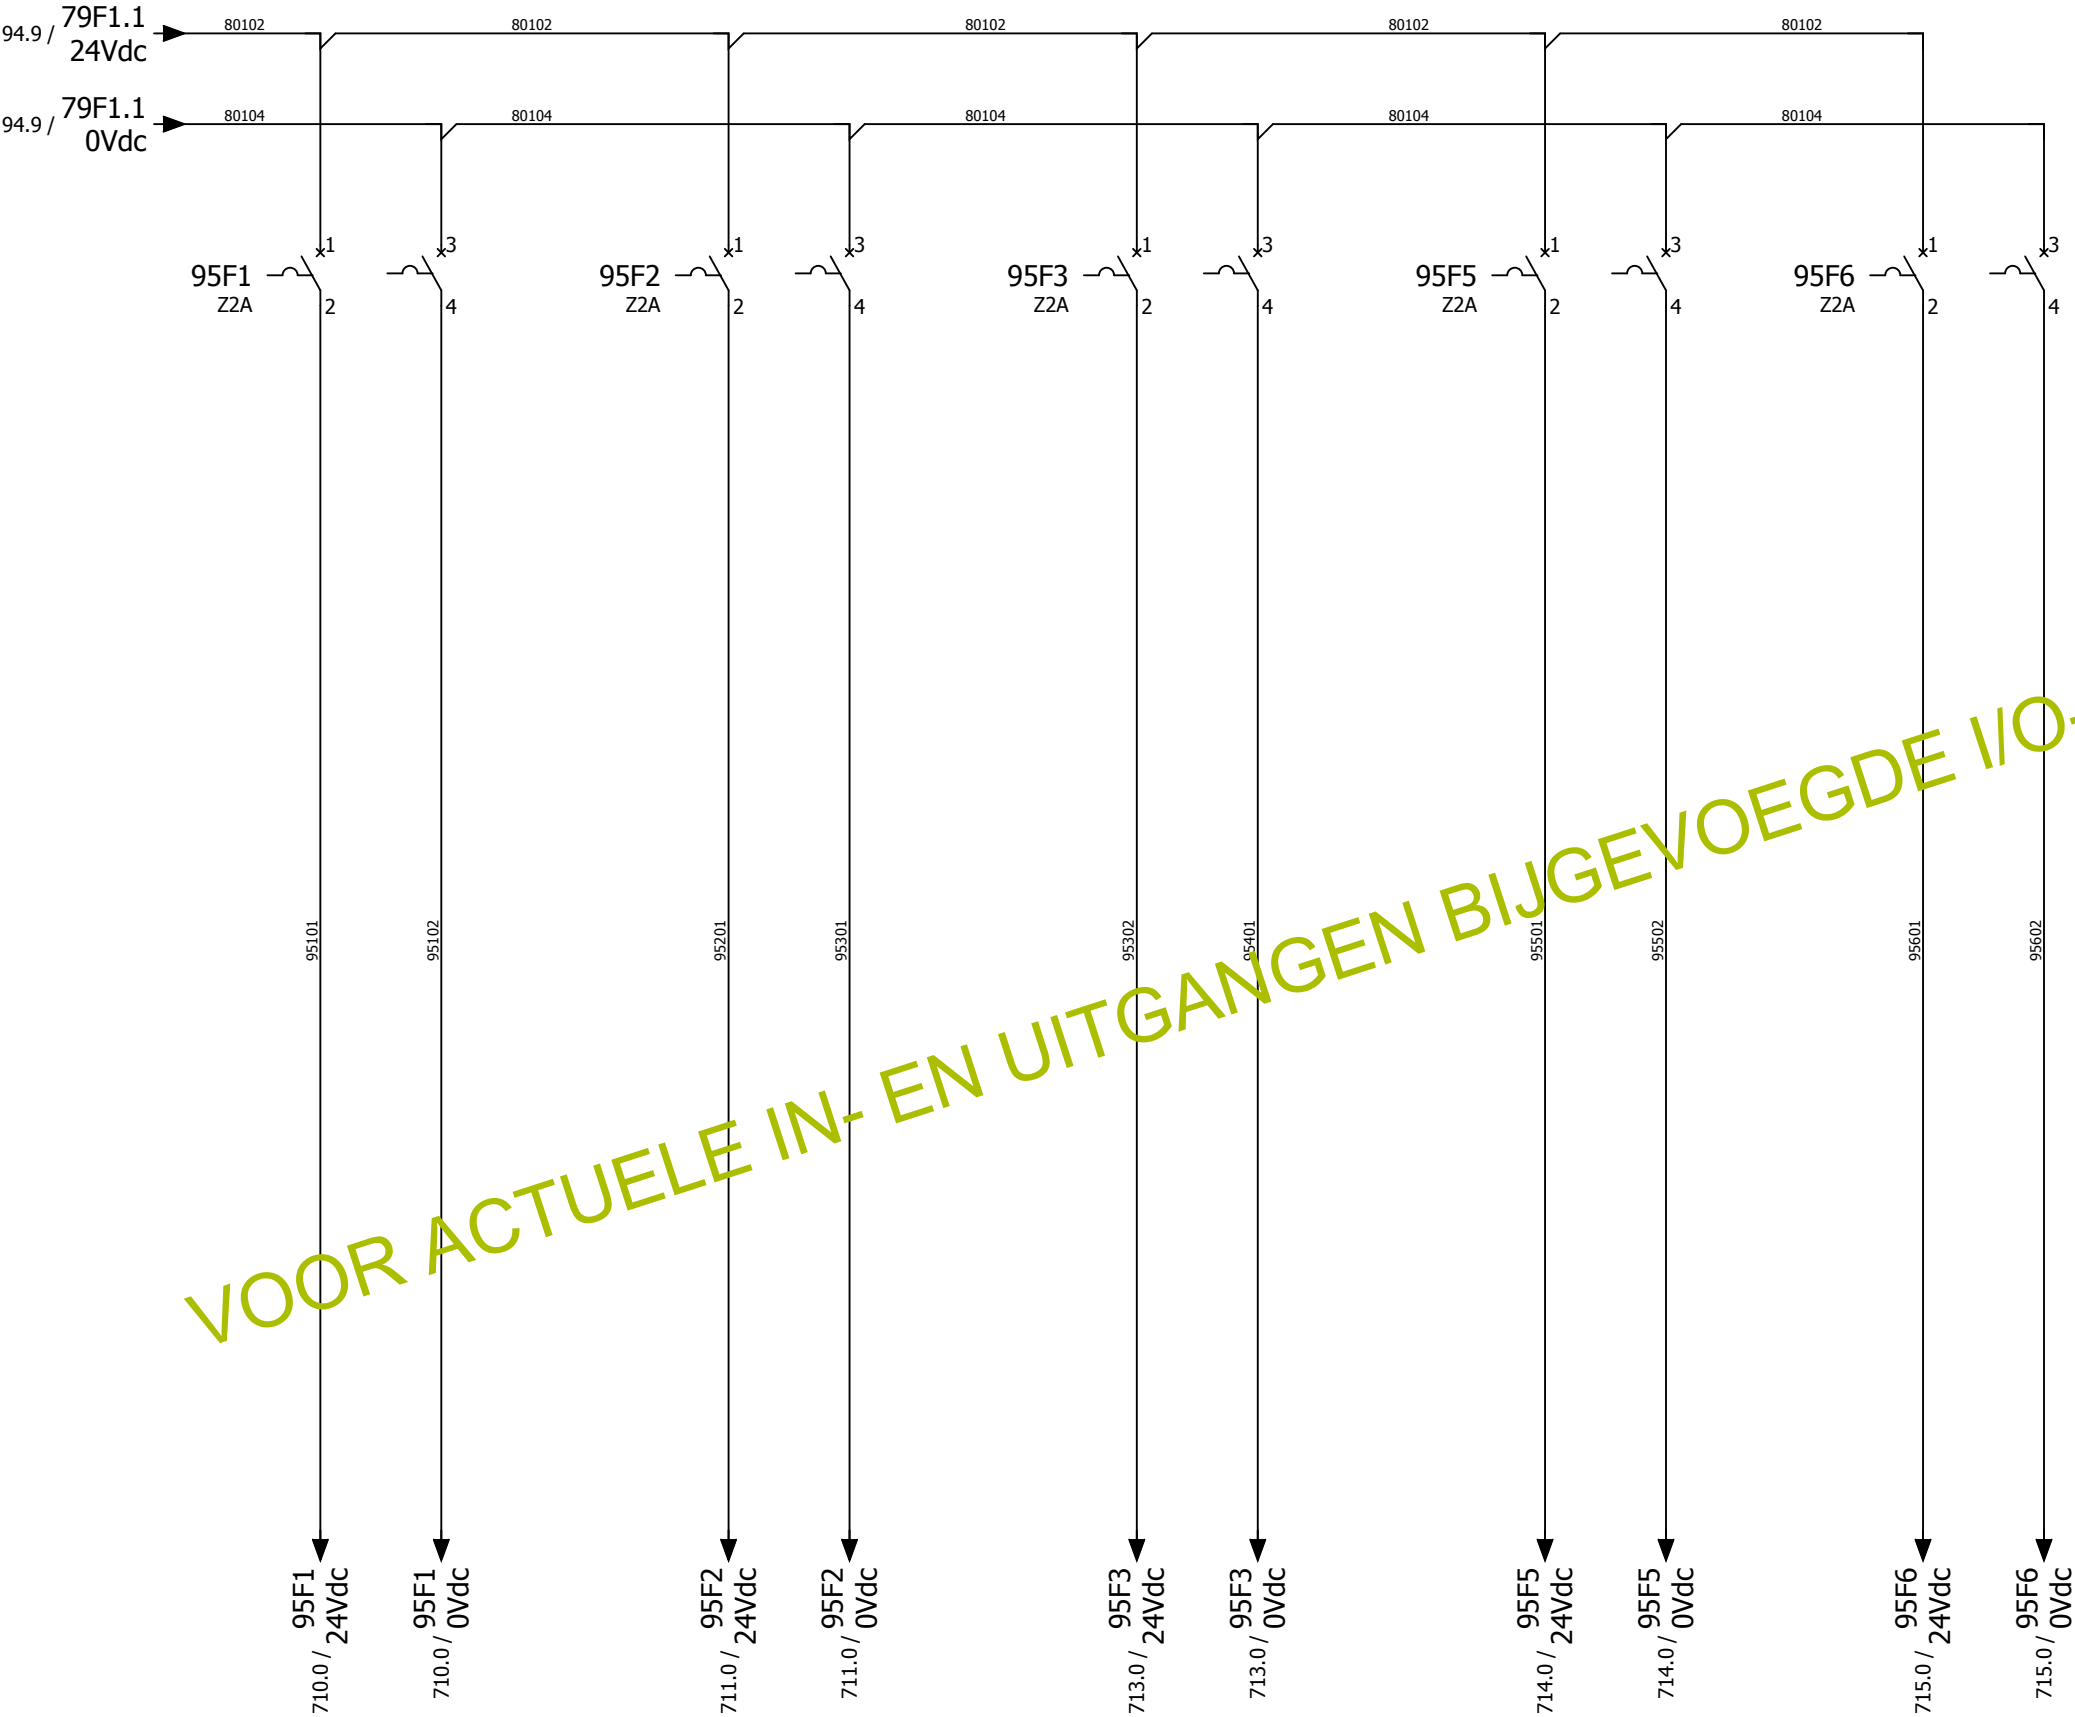 94.9 / 79F1.1
24Vdc
80102 80102 80102 80102 80102
94.9 / 79F1.1
0Vdc
80104 80104 80104 80104 80104
1 3 1 3 1 3 1 3 1 3
95F1 95F2 95F3 95F5 95F6
Z2A Z2A Z2A Z2A Z2A
2 4 2 4 2 4 2 4 2 4
95101 95102 95201 95301 95302 95401 95501 95502 95601 95602
VOOR ACTUELE IN- EN UITGANGEN BIJGEVOEGDE I/O-
710.0 / 95F1
24Vdc
710.0 / 95F1
0Vdc
711.0 / 95F2
24Vdc
711.0 / 95F2
0Vdc
713.0 / 95F3
24Vdc
713.0 / 95F3
0Vdc
714.0 / 95F5
24Vdc
714.0 / 95F5
0Vdc
715.0 / 95F6
24Vdc
715.0 / 95F6
0Vdc